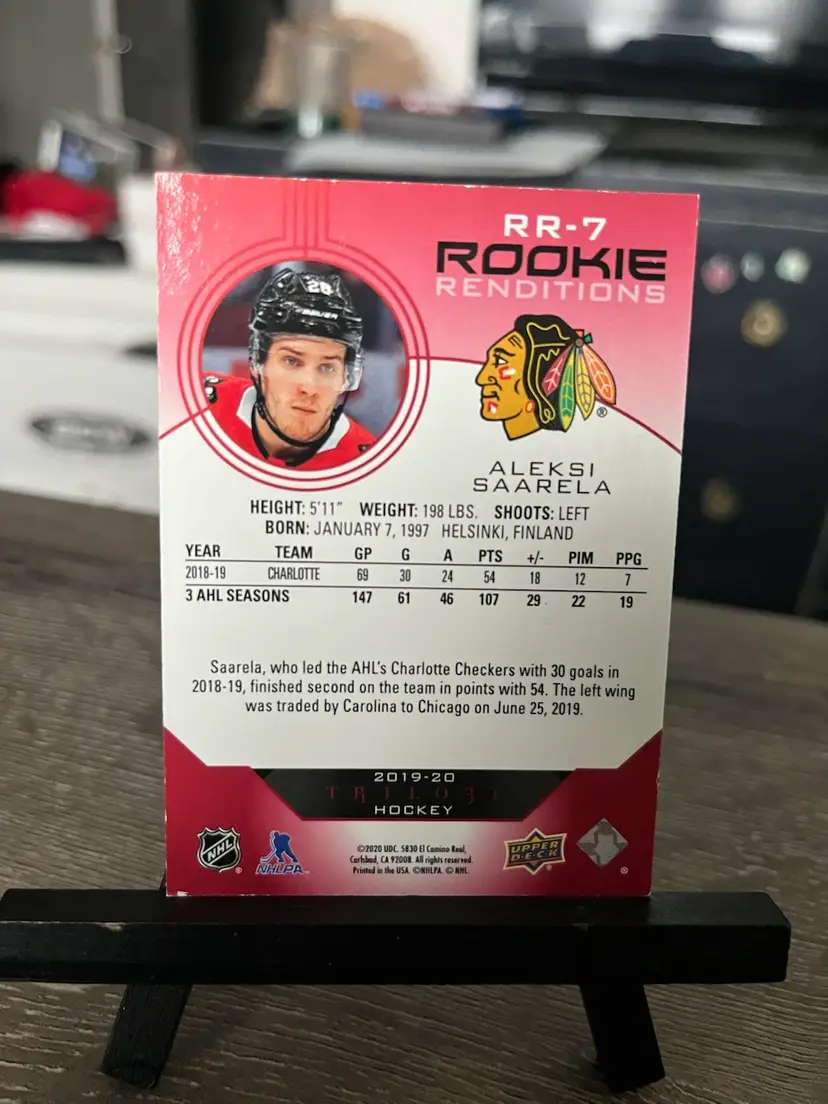 RR-7
ROOKIE
RENDITIONS
28
BAUER
®
ALEKSI
SAARELA
HEIGHT: 5'11" WEIGHT: 198 LBS. SHOOTS: LEFT
BORN: JANUARY 7, 1997 HELSINKI, FINLAND
YEAR TEAM GP G A PTS +/- PIM PPG
2018-19 CHARLOTTE 69 30 24 54 18 12 7
3 AHL SEASONS 147 61 46 107 29 22 19
Saarela, who led the AHL's Charlotte Checkers with 30 goals in
2018-19, finished second on the team in points with 54. The left wing
was traded by Carolina to Chicago on June 25, 2019.
2019-20
TRILOGY
HOCKEY
NHL ®
NHLPA
©2020 UDC. 5830 El Camino Real,
Carlsbad, CA 92008. All rights reserved.
Printed in the USA. ©NHLPA. © NHL.
UPPER
DECK
®